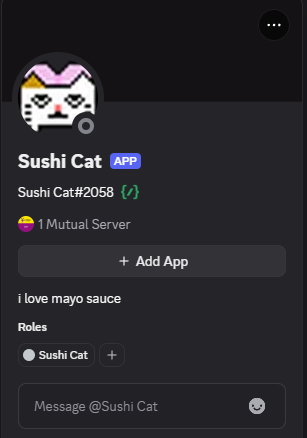 Sushi Cat APP
Sushi Cat#2058 {/}
1 Mutual Server
+ Add App
i love mayo sauce
Roles
Sushi Cat +
Message @Sushi Cat